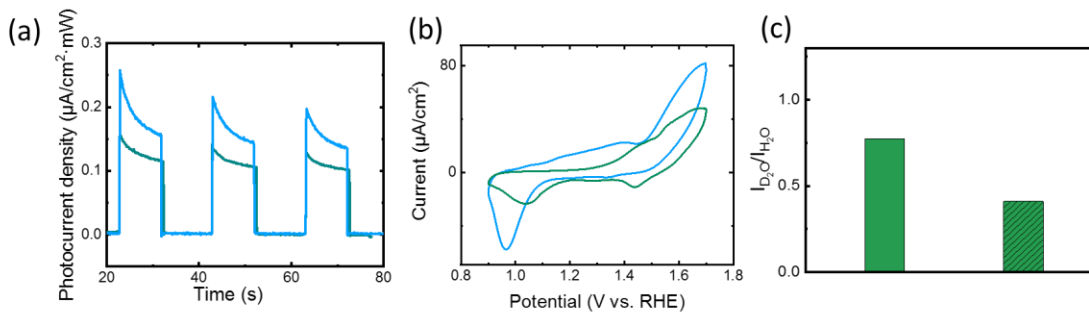 (a)
Photocurrent density (µA/cm²·mW)
0.3
0.2
0.1
0.0
20
40
60
80
Time (s)
(b)
Current (µA/cm²)
80
0
0.8
1.0
1.2
1.4
1.6
1.8
Potential (V vs. RHE)
(c)
I_D₂O/I_H₂O
1.0
0.5
0.0